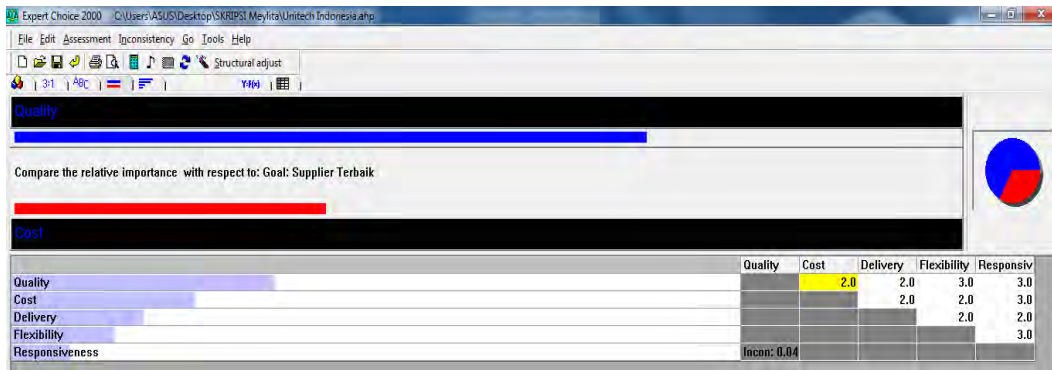 Expert Choice 2000 C:\Users\ASUS\Desktop\SKRIPSI Meylita\Unitech Indonesia.ahp
File Edit Assessment Inconsistency Go Tools Help
Structural adjust
3:1 ABC Y=f(x)
Quality
Compare the relative importance with respect to: Goal: Supplier Terbaik
Cost
Quality Cost Delivery Flexibility Responsiv
Quality 2.0 2.0 3.0 3.0
Cost 2.0 2.0 3.0
Delivery 2.0 2.0
Flexibility 3.0
Responsiveness Incon: 0.04